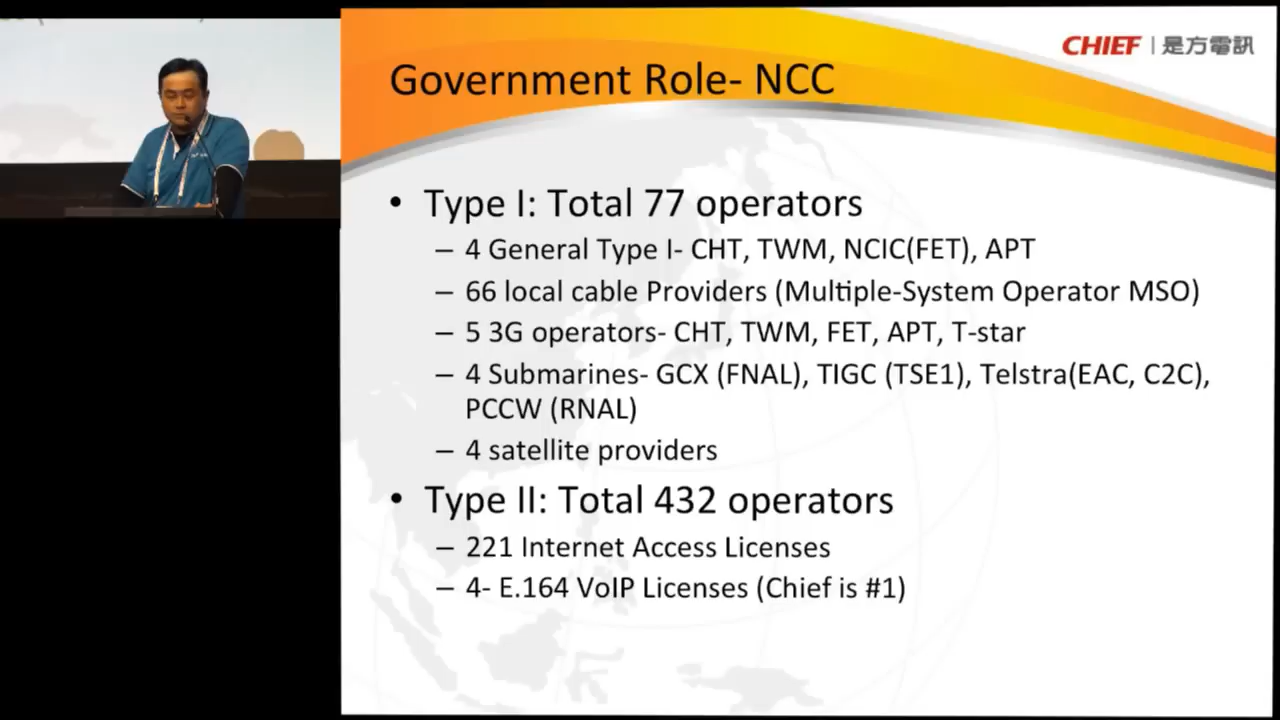 CHIEF | 是方電訊
Government Role- NCC
• Type I: Total 77 operators
– 4 General Type I- CHT, TWM, NCIC(FET), APT
– 66 local cable Providers (Multiple-System Operator MSO)
– 5 3G operators- CHT, TWM, FET, APT, T-star
– 4 Submarines- GCX (FNAL), TIGC (TSE1), Telstra(EAC, C2C),
PCCW (RNAL)
– 4 satellite providers
• Type II: Total 432 operators
– 221 Internet Access Licenses
– 4- E.164 VoIP Licenses (Chief is #1)